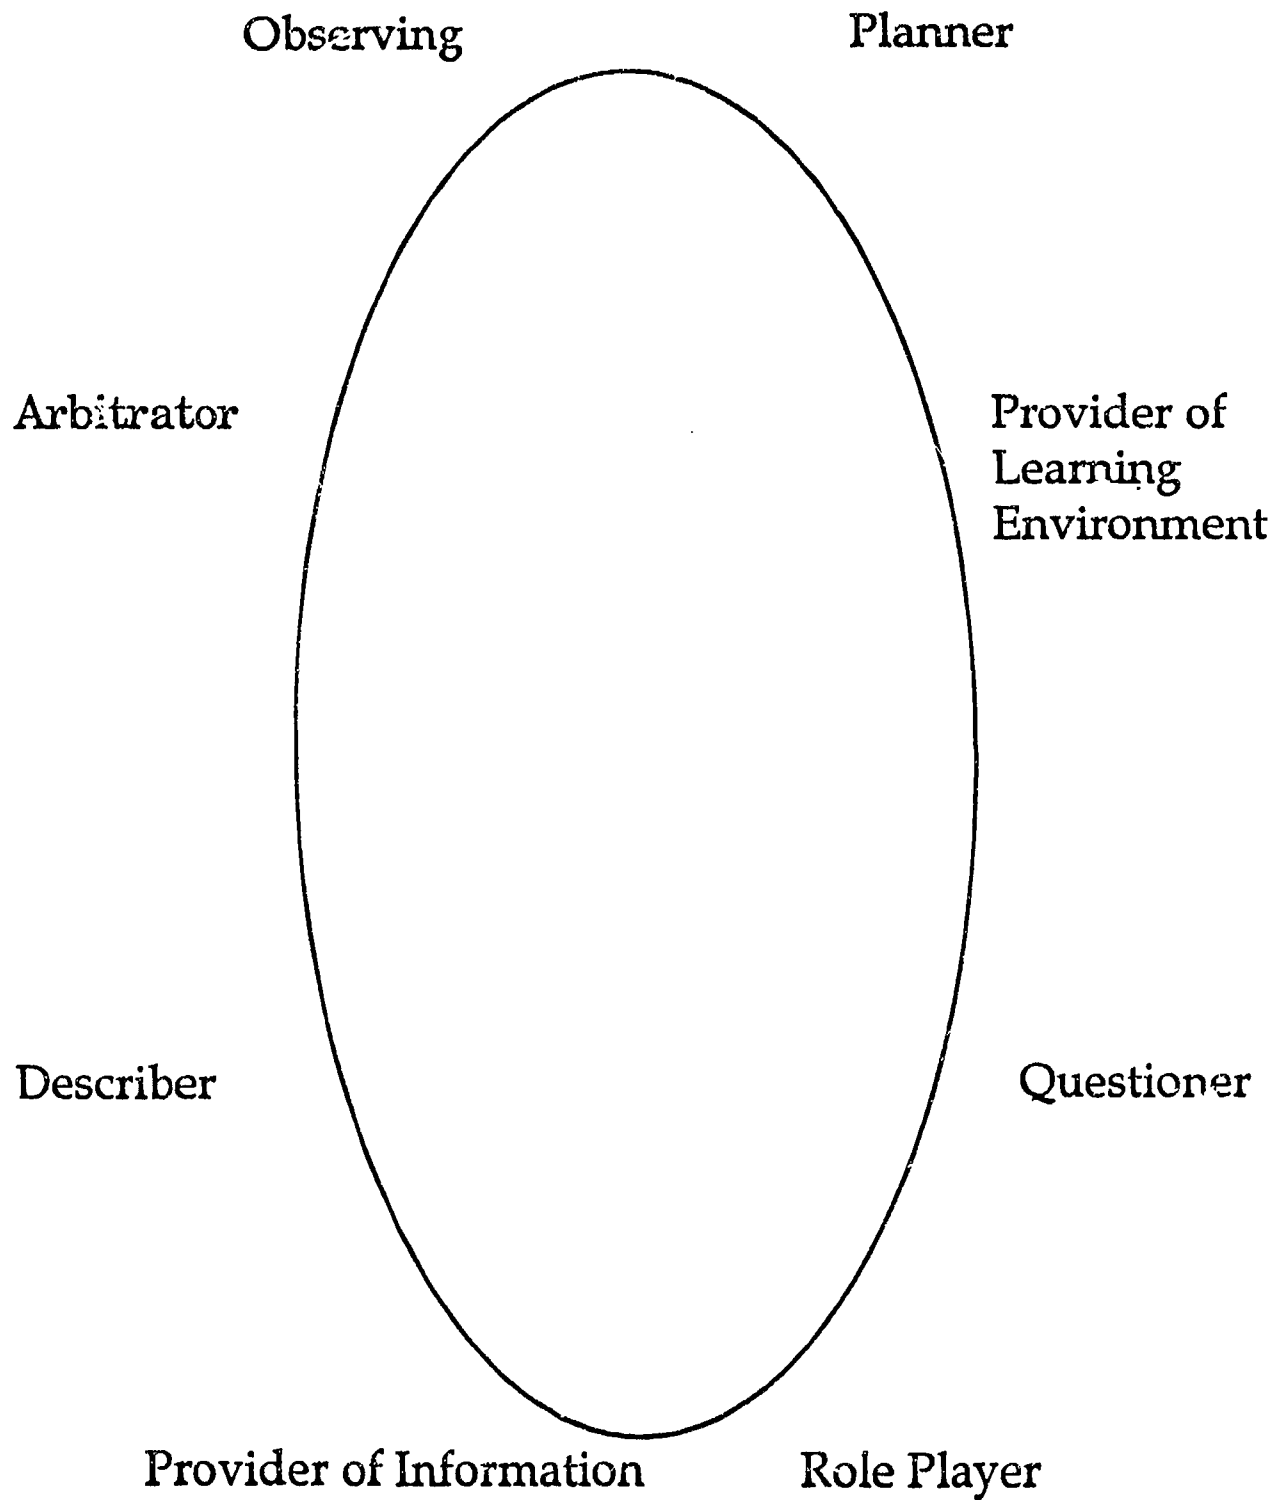 Observing
Planner
Arbitrator
Provider of
Learning
Environment
Describer
Questioner
Provider of Information
Role Player